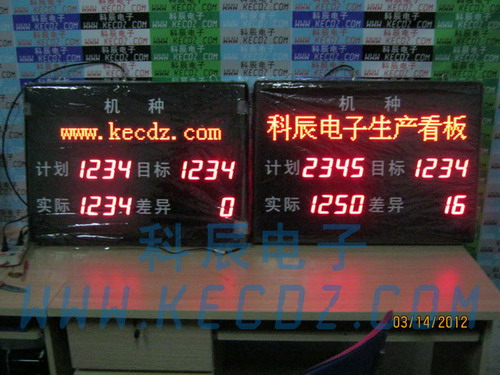 机种
www.kecdz.com
计划 1234 目标 1234
实际 1234 差异 0
机种
科辰电子生产看板
计划 2345 目标 1234
实际 1250 差异 16
科辰电子
WWW.KECDZ.COM
03/14/2012